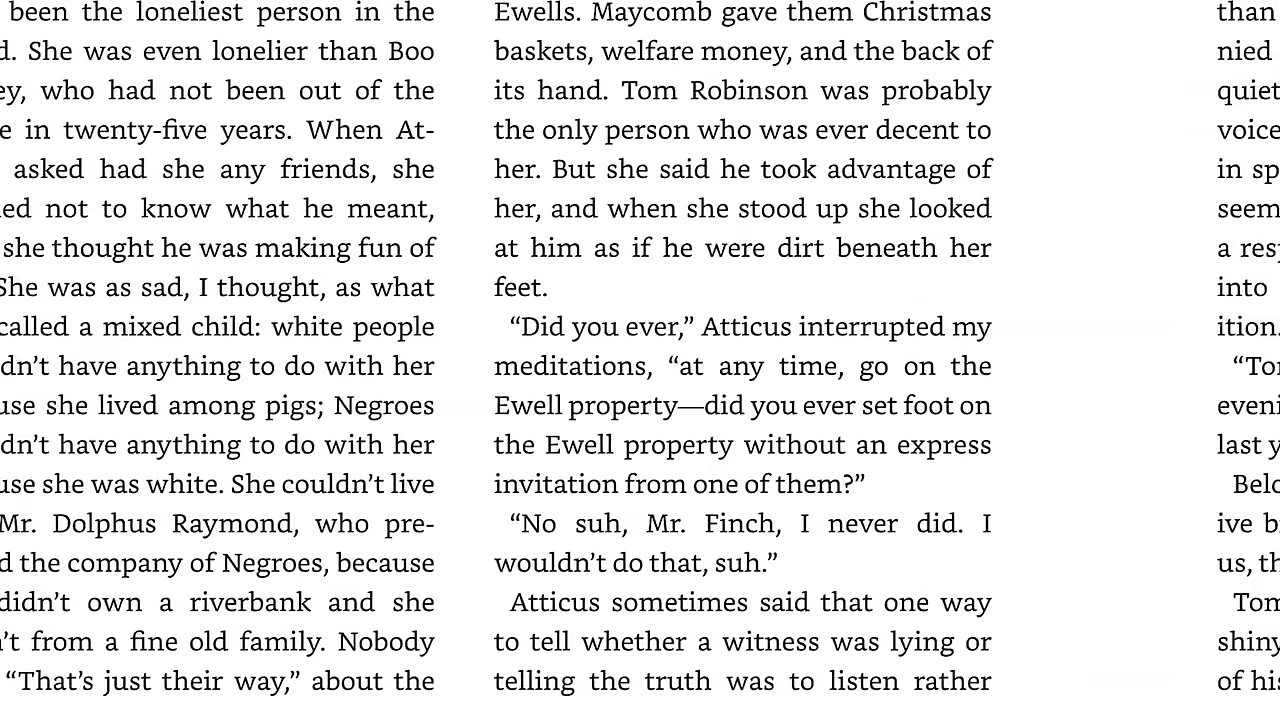 been the loneliest person in the
She was even lonelier than Boo
who had not been out of the
in twenty-five years. When At-
asked had she any friends, she
not to know what he meant,
she thought he was making fun of
She was as sad, I thought, as what
called a mixed child: white people
have anything to do with her
she lived among pigs; Negroes
have anything to do with her
she was white. She couldn’t live
Mr. Dolphus Raymond, who pre-
the company of Negroes, because
didn’t own a riverbank and she
from a fine old family. Nobody
“That’s just their way,” about the
Ewells. Maycomb gave them Christmas
baskets, welfare money, and the back of
its hand. Tom Robinson was probably
the only person who was ever decent to
her. But she said he took advantage of
her, and when she stood up she looked
at him as if he were dirt beneath her
feet.
“Did you ever,” Atticus interrupted my
meditations, “at any time, go on the
Ewell property—did you ever set foot on
the Ewell property without an express
invitation from one of them?”
“No suh, Mr. Finch, I never did. I
wouldn’t do that, suh.”
Atticus sometimes said that one way
to tell whether a witness was lying or
telling the truth was to listen rather
than
nied
quiet
voice
in sp
seem
a res
into
ition.
“To
eveni
last y
Belo
ive b
us, th
Tom
shiny
of his